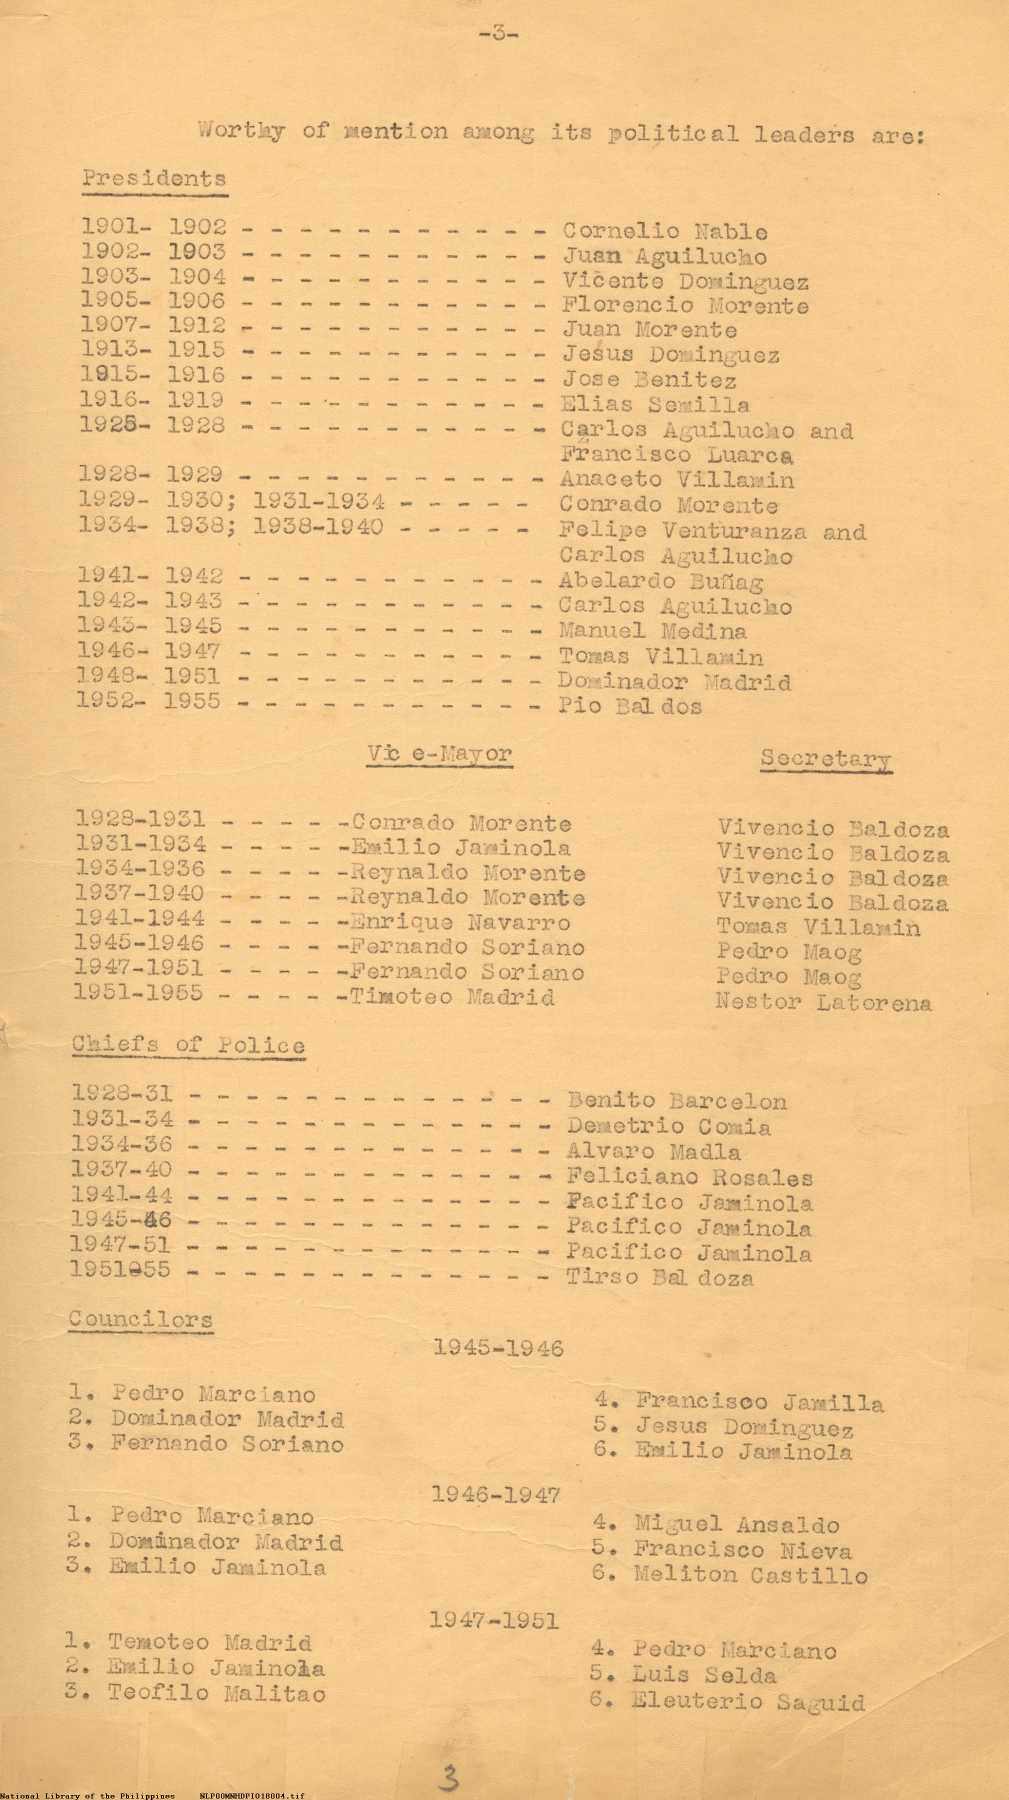 -3-
Worthy of mention among its political leaders are:
Presidents
1901- 1902 - - - - - - - - - - - Cornelio Nable
1902- 1903 - - - - - - - - - - - Juan Aguilucho
1903- 1904 - - - - - - - - - - - Vicente Dominguez
1905- 1906 - - - - - - - - - - - Florencio Morente
1907- 1912 - - - - - - - - - - - Juan Morente
1913- 1915 - - - - - - - - - - - Jesus Dominguez
1915- 1916 - - - - - - - - - - - Jose Benitez
1916- 1919 - - - - - - - - - - - Elias Semilla
1925- 1928 - - - - - - - - - - - Carlos Aguilucho and
Francisco Luarca
1928- 1929 - - - - - - - - - - - Anaceto Villamin
1929- 1930; 1931-1934 - - - - - Conrado Morente
1934- 1938; 1938-1940 - - - - - Felipe Venturanza and
Carlos Aguilucho
1941- 1942 - - - - - - - - - - - Abelardo Buñag
1942- 1943 - - - - - - - - - - - Carlos Aguilucho
1943- 1945 - - - - - - - - - - - Manuel Medina
1946- 1947 - - - - - - - - - - - Tomas Villamin
1948- 1951 - - - - - - - - - - - Dominador Madrid
1952- 1955 - - - - - - - - - - - Pio Baldos
Vic e-Mayor Secretary
1928-1931 - - - - -Conrado Morente Vivencio Baldoza
1931-1934 - - - - -Emilio Jaminola Vivencio Baldoza
1934-1936 - - - - -Reynaldo Morente Vivencio Baldoza
1937-1940 - - - - -Reynaldo Morente Vivencio Baldoza
1941-1944 - - - - -Enrique Navarro Tomas Villamin
1945-1946 - - - - -Fernando Soriano Pedro Maog
1947-1951 - - - - -Fernando Soriano Pedro Maog
1951-1955 - - - - -Timoteo Madrid Nestor Latorena
Chiefs of Police
1928-31 - - - - - - - - - - - - - Benito Barcelon
1931-34 - - - - - - - - - - - - - Demetrio Comia
1934-36 - - - - - - - - - - - - - Alvaro Madla
1937-40 - - - - - - - - - - - - - Feliciano Rosales
1941-44 - - - - - - - - - - - - - Pacifico Jaminola
1945-46 - - - - - - - - - - - - - Pacifico Jaminola
1947-51 - - - - - - - - - - - - - Pacifico Jaminola
1951-55 - - - - - - - - - - - - - Tirso Bal doza
Councilors
1945-1946
1. Pedro Marciano 4. Francisco Jamilla
2. Dominador Madrid 5. Jesus Dominguez
3. Fernando Soriano 6. Emilio Jaminola
1946-1947
1. Pedro Marciano 4. Miguel Ansaldo
2. Dominador Madrid 5. Francisco Nieva
3. Emilio Jaminola 6. Meliton Castillo
1947-1951
1. Temoteo Madrid 4. Pedro Marciano
2. Emilio Jaminola 5. Luis Selda
3. Teofilo Malitao 6. Eleuterio Saguid
3
National Library of the Philippines NLPOOMNHDPIO18004.tif